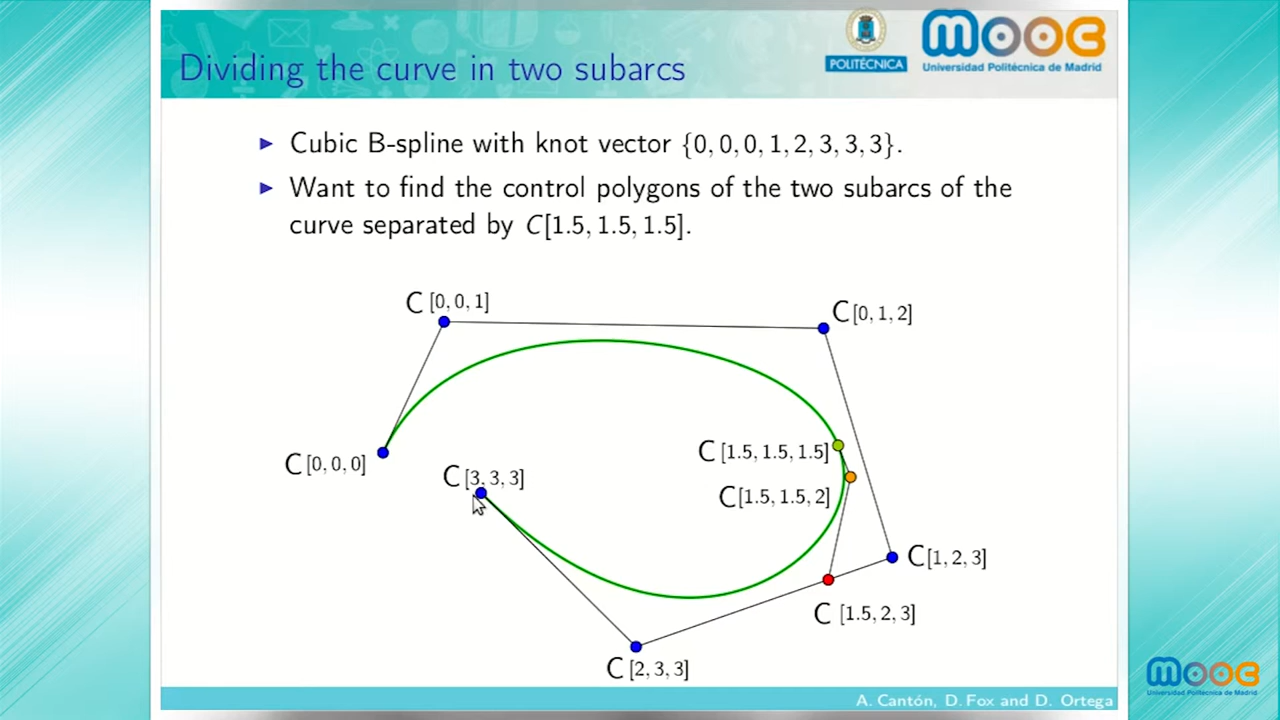 Dividing the curve in two subarcs
POLITÉCNICA
mooc
Universidad Politécnica de Madrid
Cubic B-spline with knot vector {0, 0, 0, 1, 2, 3, 3, 3}.
Want to find the control polygons of the two subarcs of the
curve separated by C[1.5, 1.5, 1.5].
C [0, 0, 1]
C[0, 1, 2]
C[0, 0, 0]
C [3, 3, 3]
C [1.5, 1.5, 1.5]
C[1.5, 1.5, 2]
C[1, 2, 3]
C [1.5, 2, 3]
C[2, 3, 3]
mooc
Universidad Politécnica de Madrid
A. Cantón, D. Fox and D. Ortega